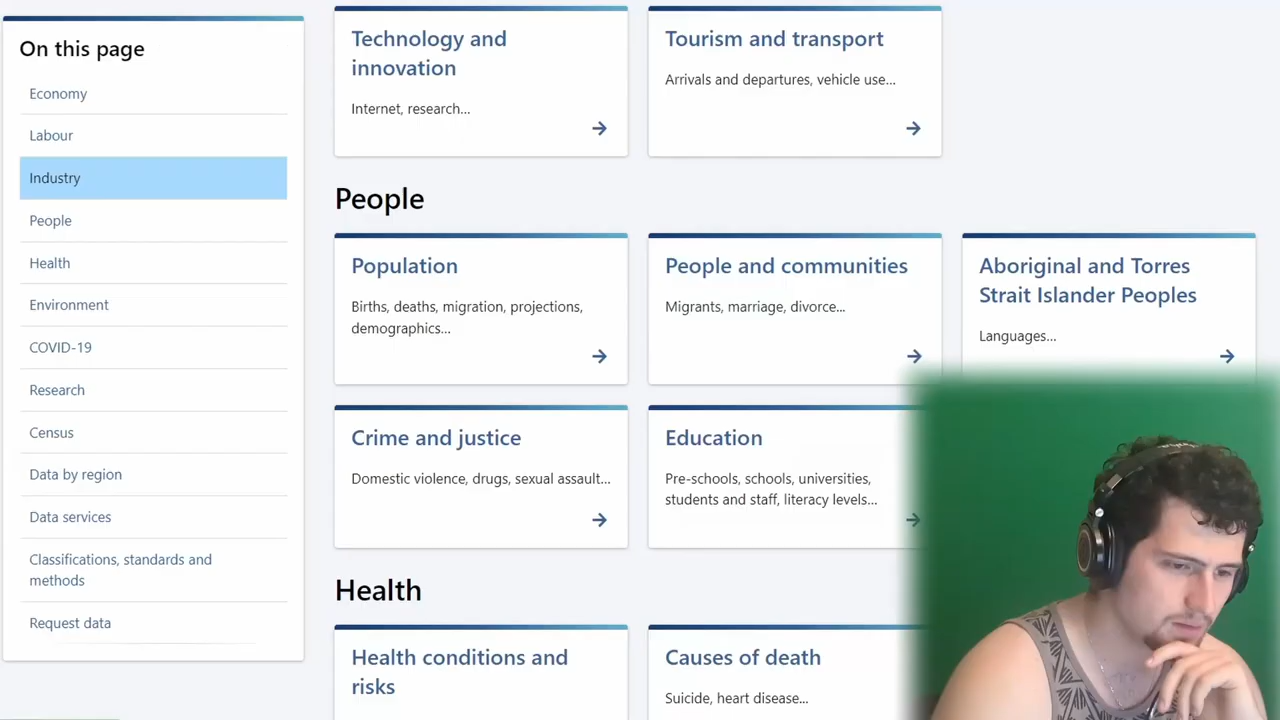 On this page
Economy
Labour
Industry
People
Health
Environment
COVID-19
Research
Census
Data by region
Data services
Classifications, standards and
methods
Request data
Technology and
innovation
Internet, research...
Tourism and transport
Arrivals and departures, vehicle use...
People
Population
Births, deaths, migration, projections,
demographics...
People and communities
Migrants, marriage, divorce...
Aboriginal and Torres
Strait Islander Peoples
Languages...
Crime and justice
Domestic violence, drugs, sexual assault...
Education
Pre-schools, schools, universities,
students and staff, literacy levels...
Health
Health conditions and
risks
Causes of death
Suicide, heart disease...